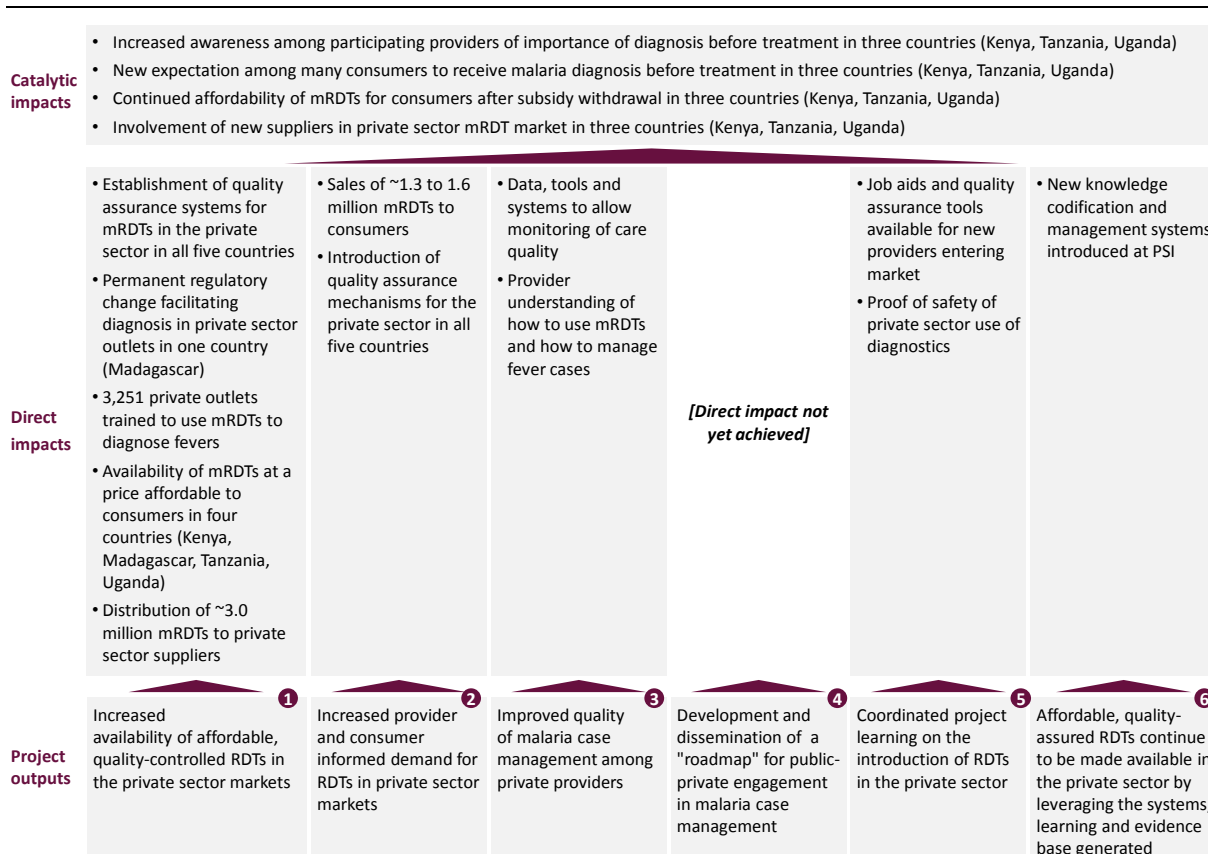 Catalytic
impacts
• Increased awareness among participating providers of importance of diagnosis before treatment in three countries (Kenya, Tanzania, Uganda)
• New expectation among many consumers to receive malaria diagnosis before treatment in three countries (Kenya, Tanzania, Uganda)
• Continued affordability of mRDTs for consumers after subsidy withdrawal in three countries (Kenya, Tanzania, Uganda)
• Involvement of new suppliers in private sector mRDT market in three countries (Kenya, Tanzania, Uganda)
Direct
impacts
• Establishment of quality
assurance systems for
mRDTs in the private
sector in all five countries
• Permanent regulatory
change facilitating
diagnosis in private sector
outlets in one country
(Madagascar)
• 3,251 private outlets
trained to use mRDTs to
diagnose fevers
• Availability of mRDTs at a
price affordable to
consumers in four
countries (Kenya,
Madagascar, Tanzania,
Uganda)
• Distribution of ~3.0
million mRDTs to private
sector suppliers
• Sales of ~1.3 to 1.6
million mRDTs to
consumers
• Introduction of
quality assurance
mechanisms for the
private sector in all
five countries
• Data, tools and
systems to allow
monitoring of care
quality
• Provider
understanding of
how to use mRDTs
and how to manage
fever cases
[Direct impact not
yet achieved]
• Job aids and quality
assurance tools
available for new
providers entering
market
• Proof of safety of
private sector use of
diagnostics
• New knowledge
codification and
management systems
introduced at PSI
Project
outputs
1
Increased
availability of affordable,
quality-controlled RDTs in
the private sector markets
2
Increased provider
and consumer
informed demand for
RDTs in private sector
markets
3
Improved quality
of malaria case
management among
private providers
4
Development and
dissemination of a
"roadmap" for public-
private engagement
in malaria case
management
5
Coordinated project
learning on the
introduction of RDTs
in the private sector
6
Affordable, quality-
assured RDTs continue
to be made available in
the private sector by
leveraging the systems,
learning and evidence
base generated